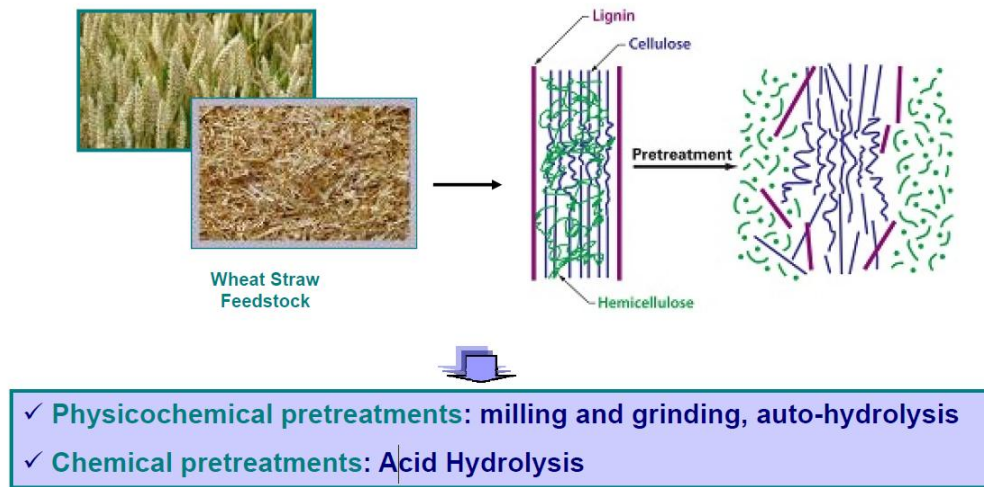 Lignin
Cellulose
Pretreatment
Wheat Straw
Feedstock
Hemicellulose
✓ Physicochemical pretreatments: milling and grinding, auto-hydrolysis
✓ Chemical pretreatments: Acid Hydrolysis